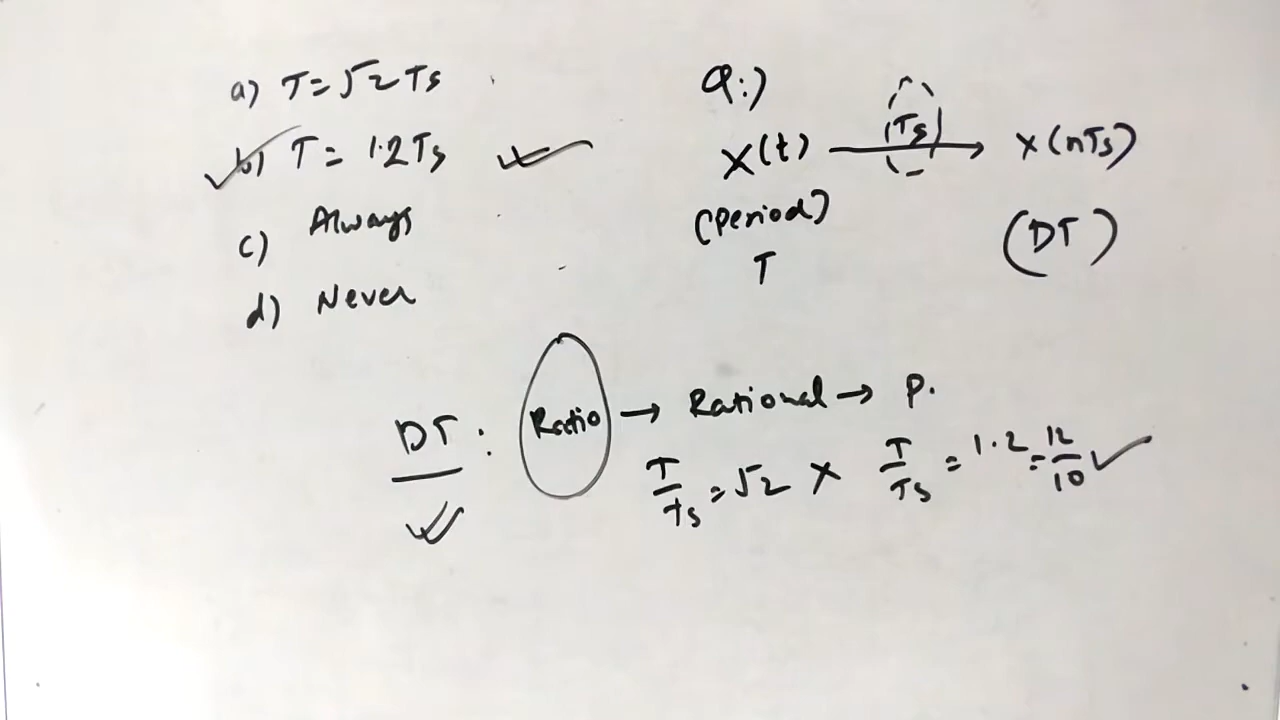 a) T = √2 Ts
b) T = 1.2 Ts
c) Always
d) Never
Q:)
x(t) → (Ts) x(nTs)
(Period) (DT)
T
DT : Ratio → Rational → P.
T/Ts = √2 × T/Ts = 1.2 = 12/10 ✓